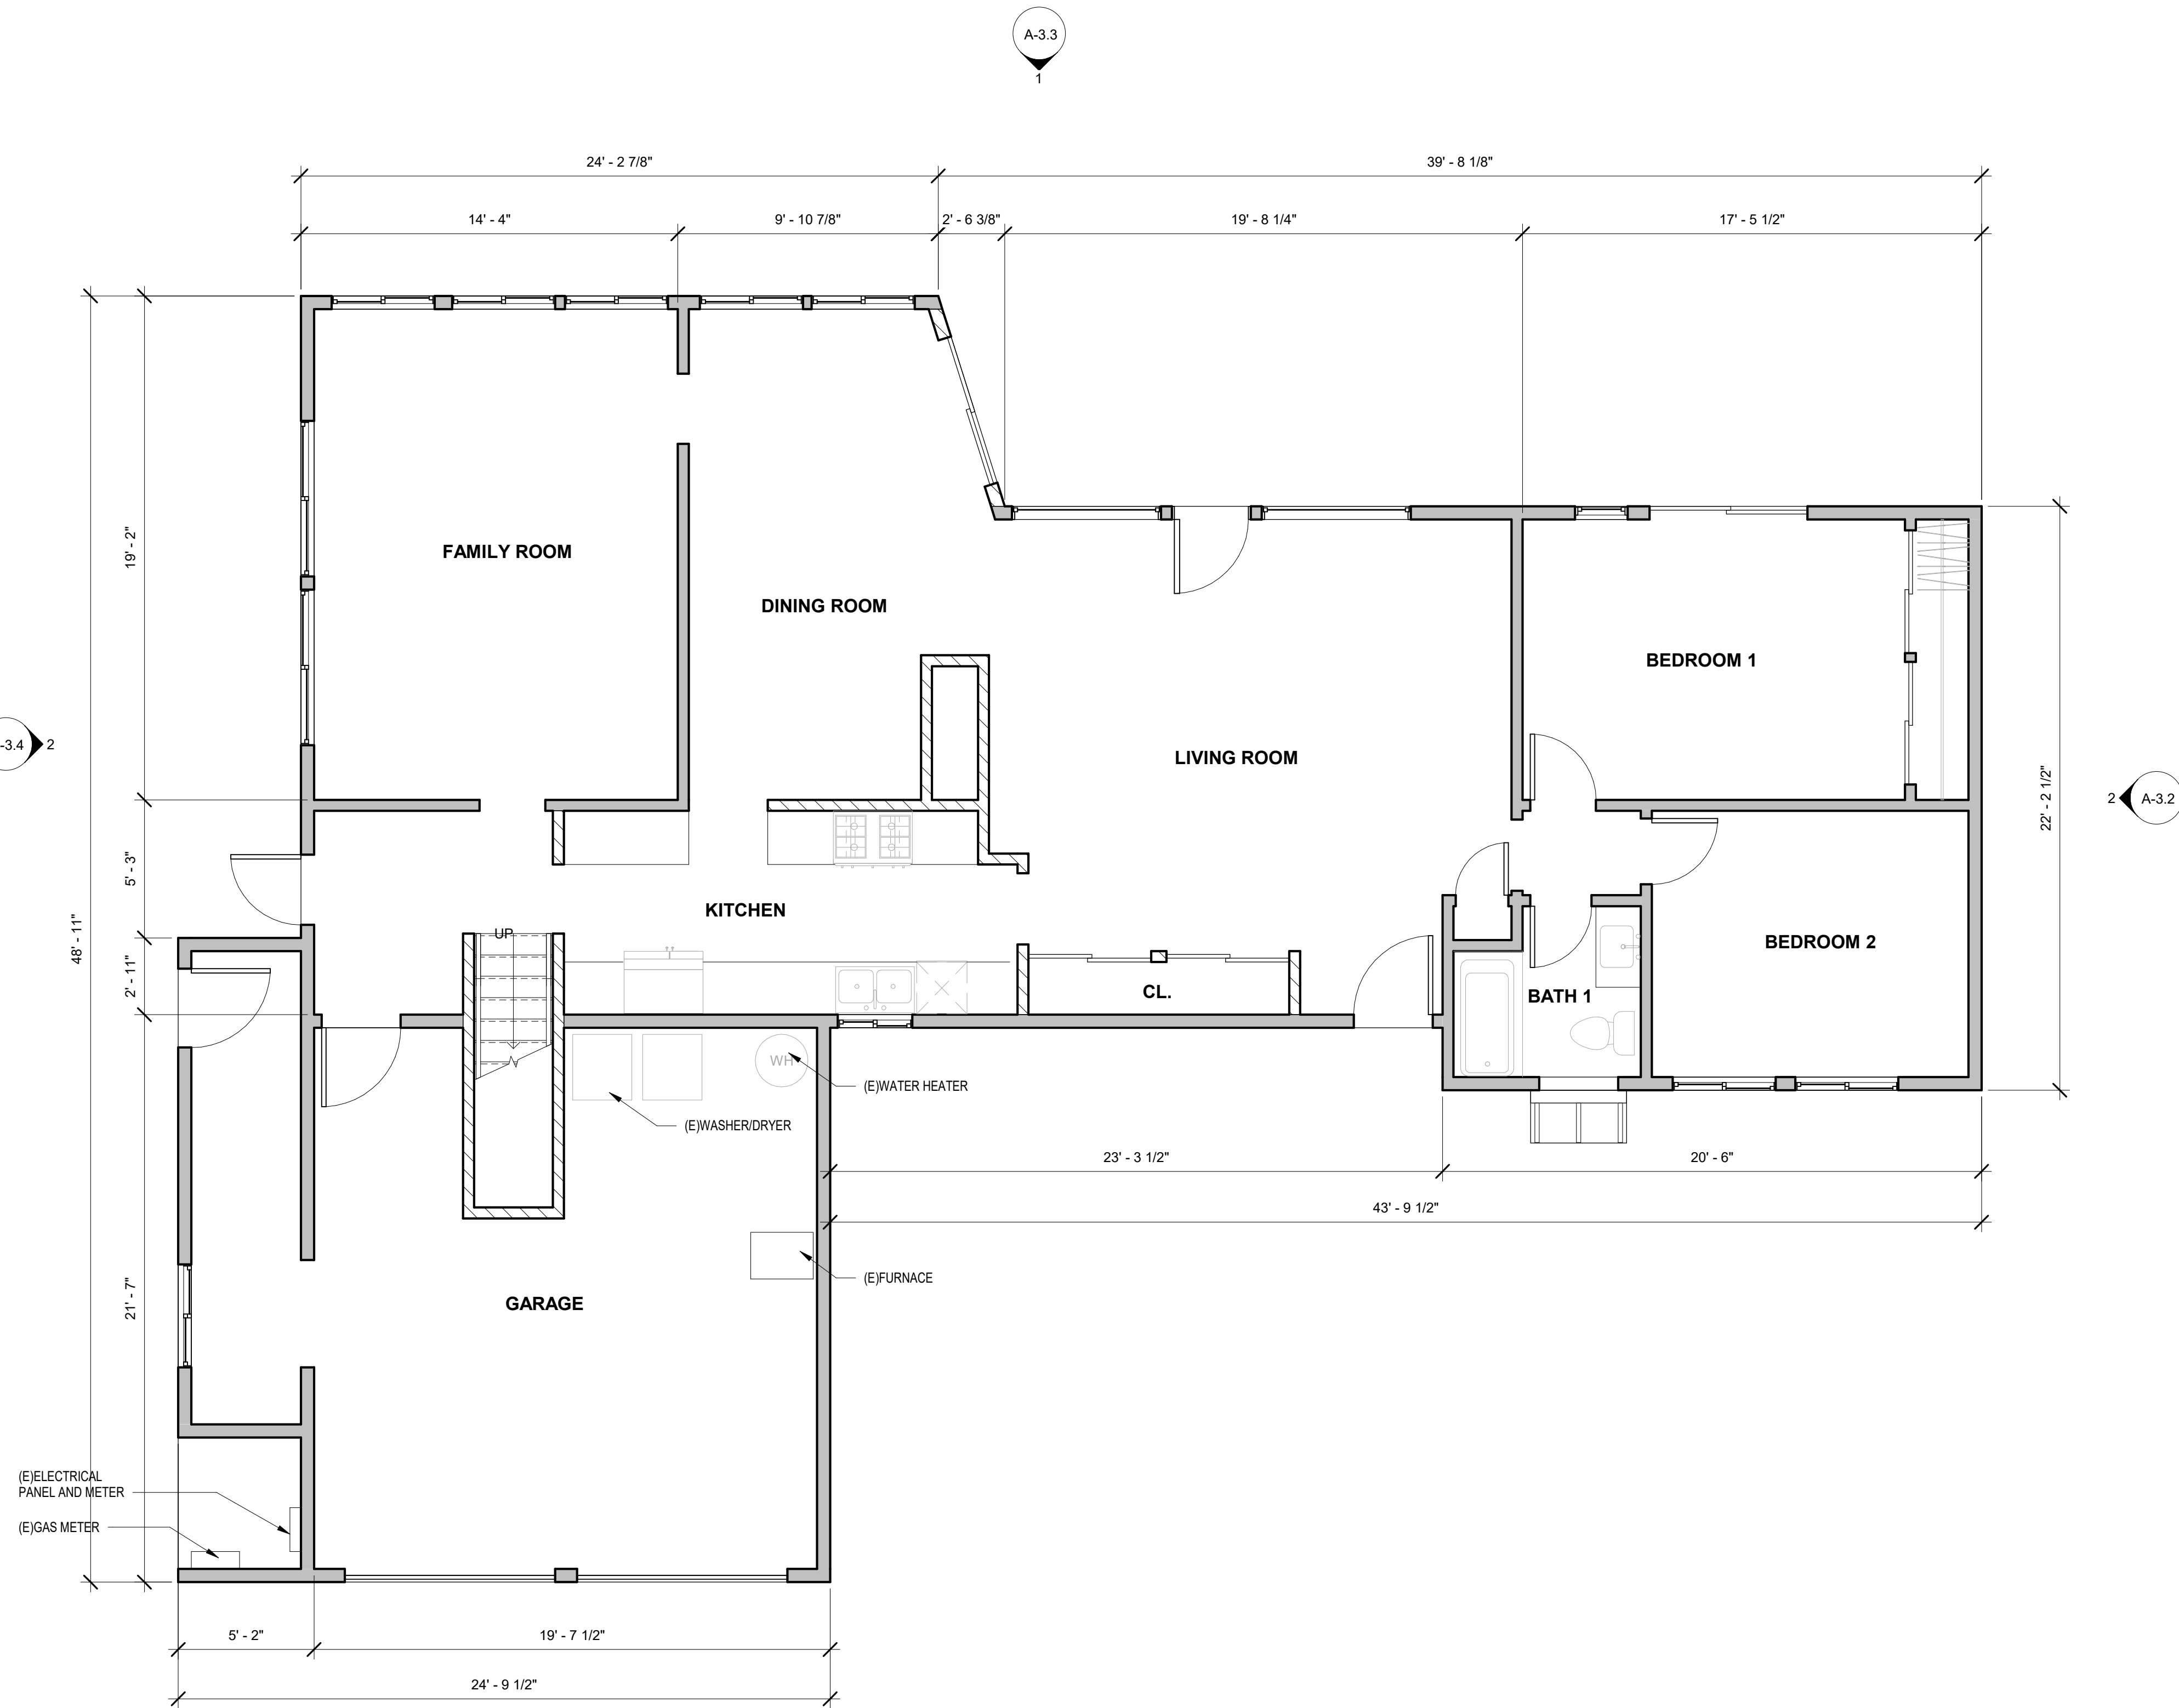 A-3.3
1
24' - 2 7/8"
39' - 8 1/8"
14' - 4"
9' - 10 7/8"
2' - 6 3/8"
19' - 8 1/4"
17' - 5 1/2"
19' - 2"
5' - 3"
2' - 11"
48' - 11"
21' - 7"
22' - 2 1/2"
-3.4
2
2
A-3.2
FAMILY ROOM
DINING ROOM
BEDROOM 1
LIVING ROOM
KITCHEN
UP
BEDROOM 2
CL.
BATH 1
WH
(E)WATER HEATER
(E)WASHER/DRYER
23' - 3 1/2"
20' - 6"
43' - 9 1/2"
(E)FURNACE
GARAGE
(E)ELECTRICAL
PANEL AND METER
(E)GAS METER
5' - 2"
19' - 7 1/2"
24' - 9 1/2"